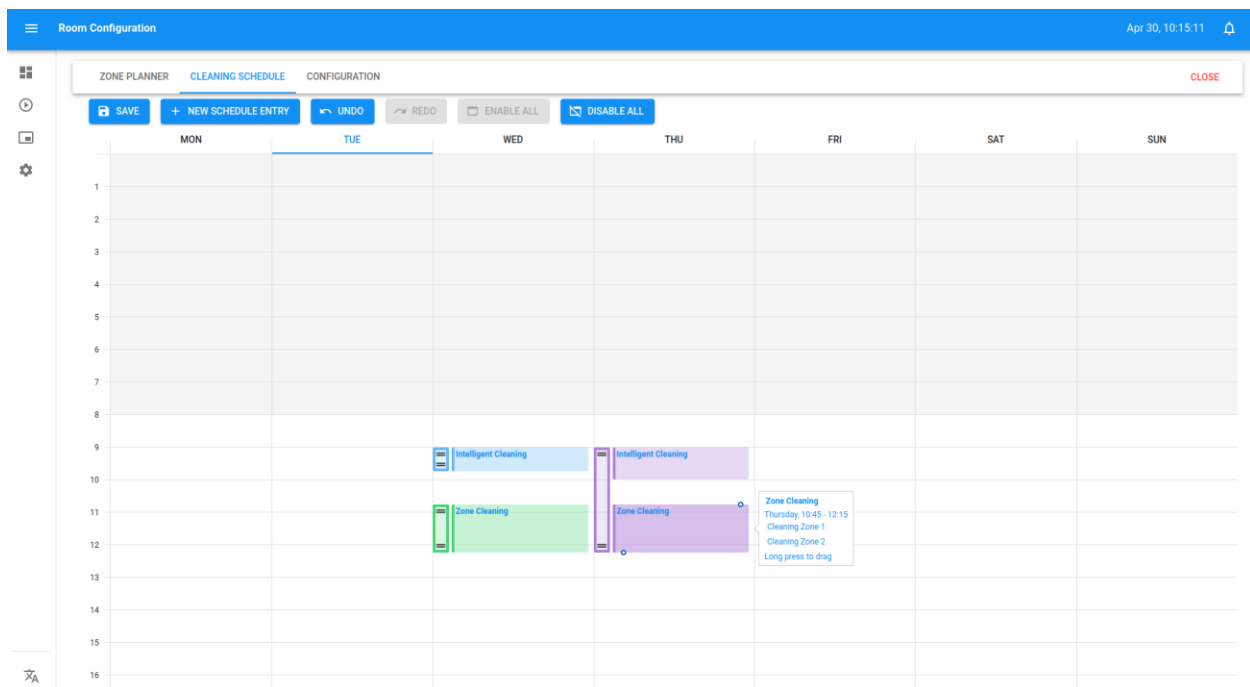 Room Configuration
Apr 30, 10:15:11
ZONE PLANNER CLEANING SCHEDULE CONFIGURATION CLOSE
SAVE + NEW SCHEDULE ENTRY UNDO REDO ENABLE ALL DISABLE ALL
MON TUE WED THU FRI SAT SUN
1
2
3
4
5
6
7
8
9
Intelligent Cleaning Intelligent Cleaning
10
Zone Cleaning
Thursday, 10:45 - 12:15
Cleaning Zone 1
Cleaning Zone 2
Long press to drag
11
Zone Cleaning Zone Cleaning
12
13
14
15
16